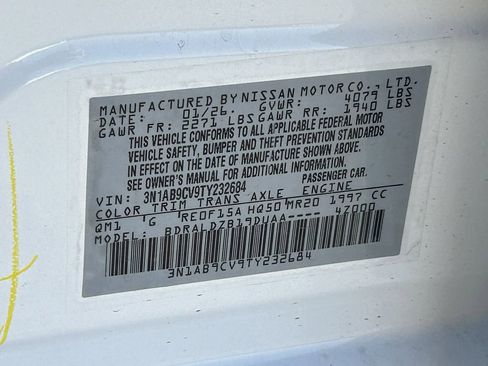 MANUFACTURED BY NISSAN MOTOR CO., LTD.
DATE: 01/26. GVWR: 4079 LBS
GAWR FR: 2271 LBS GAWR RR: 1940 LBS
THIS VEHICLE CONFORMS TO ALL APPLICABLE FEDERAL MOTOR
VEHICLE SAFETY, BUMPER AND THEFT PREVENTION STANDARDS
IN EFFECT ON THE DATE OF MANUFACTURE SHOWN ABOVE.
SEE OWNER'S MANUAL FOR ADDITIONAL INFORMATION
VIN: 3N1AB9CV9TY232684 PASSENGER CAR.
COLOR TRIM TRANS AXLE ENGINE
QM1 'G 'RE0F15A HQ50 MR20 1997 CC
MODEL: BDRALDZB19DUAA---- 4Z000
3N1AB9CV9TY232684